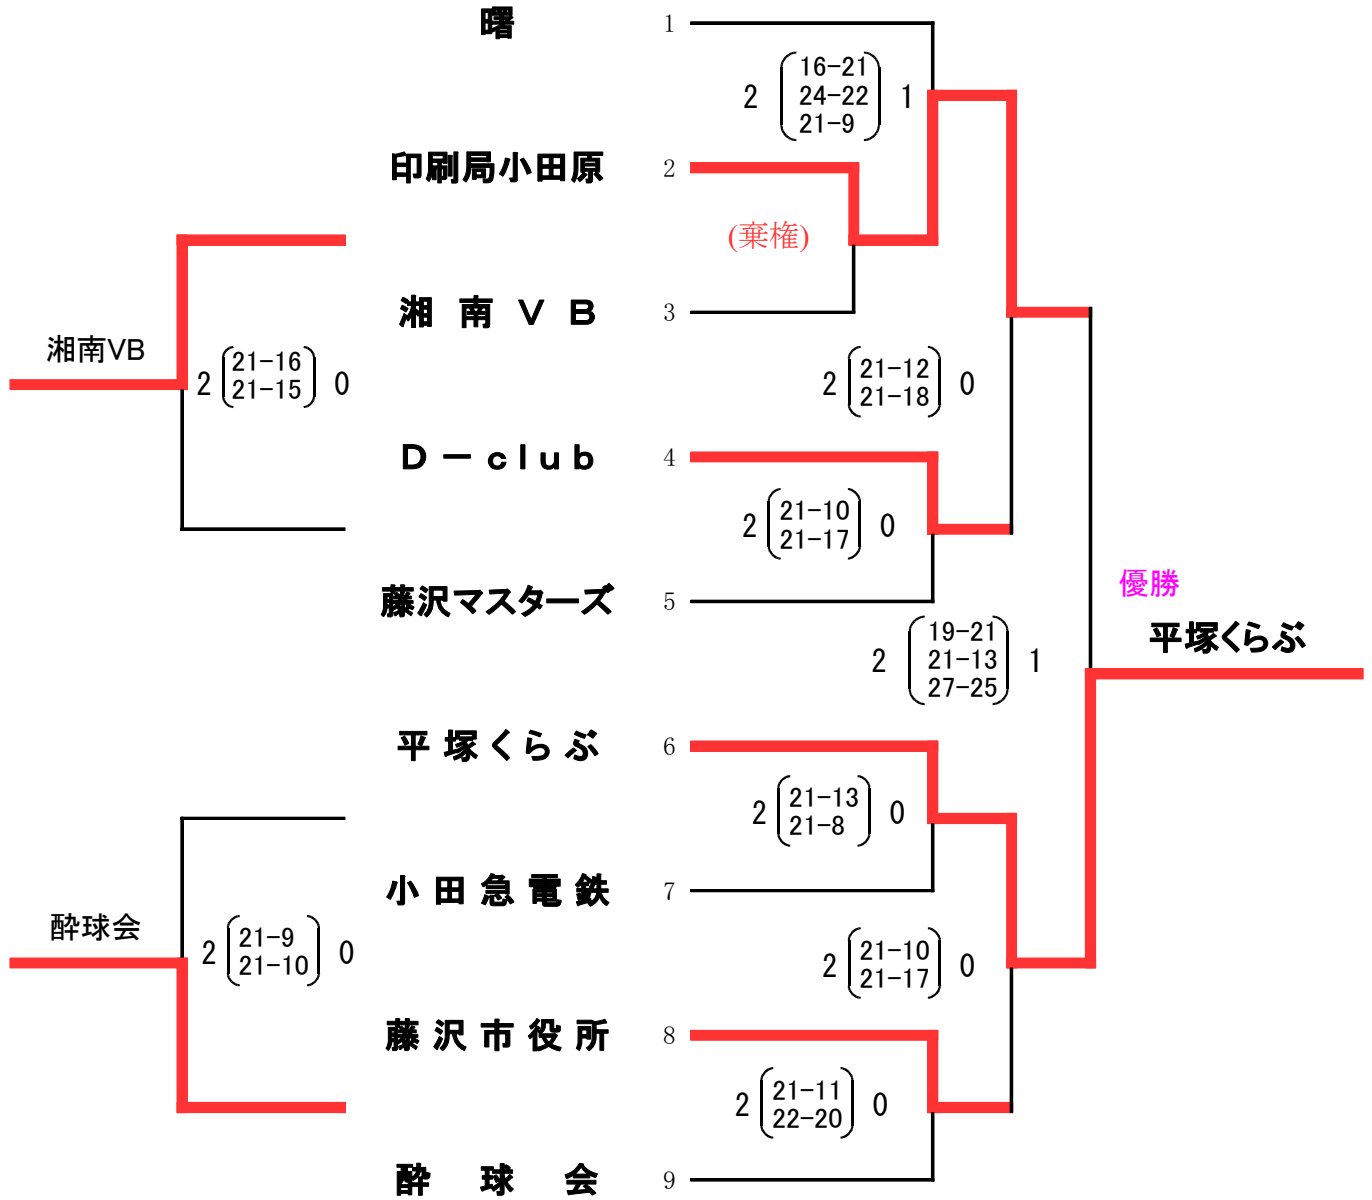 曙 1
2 16-21 1
24-22
21-9
印刷局小田原 2
(棄権)
湘南VB 3
湘南VB
2 21-16 0
21-15
2 21-12 0
21-18
D－club 4
2 21-10 0
21-17
優勝
藤沢マスターズ 5
平塚くらぶ
2 19-21 1
21-13
27-25
平塚くらぶ 6
2 21-13 0
21-8
小田急電鉄 7
酔球会
2 21-9 0
21-10
2 21-10 0
21-17
藤沢市役所 8
2 21-11 0
22-20
酔球会 9